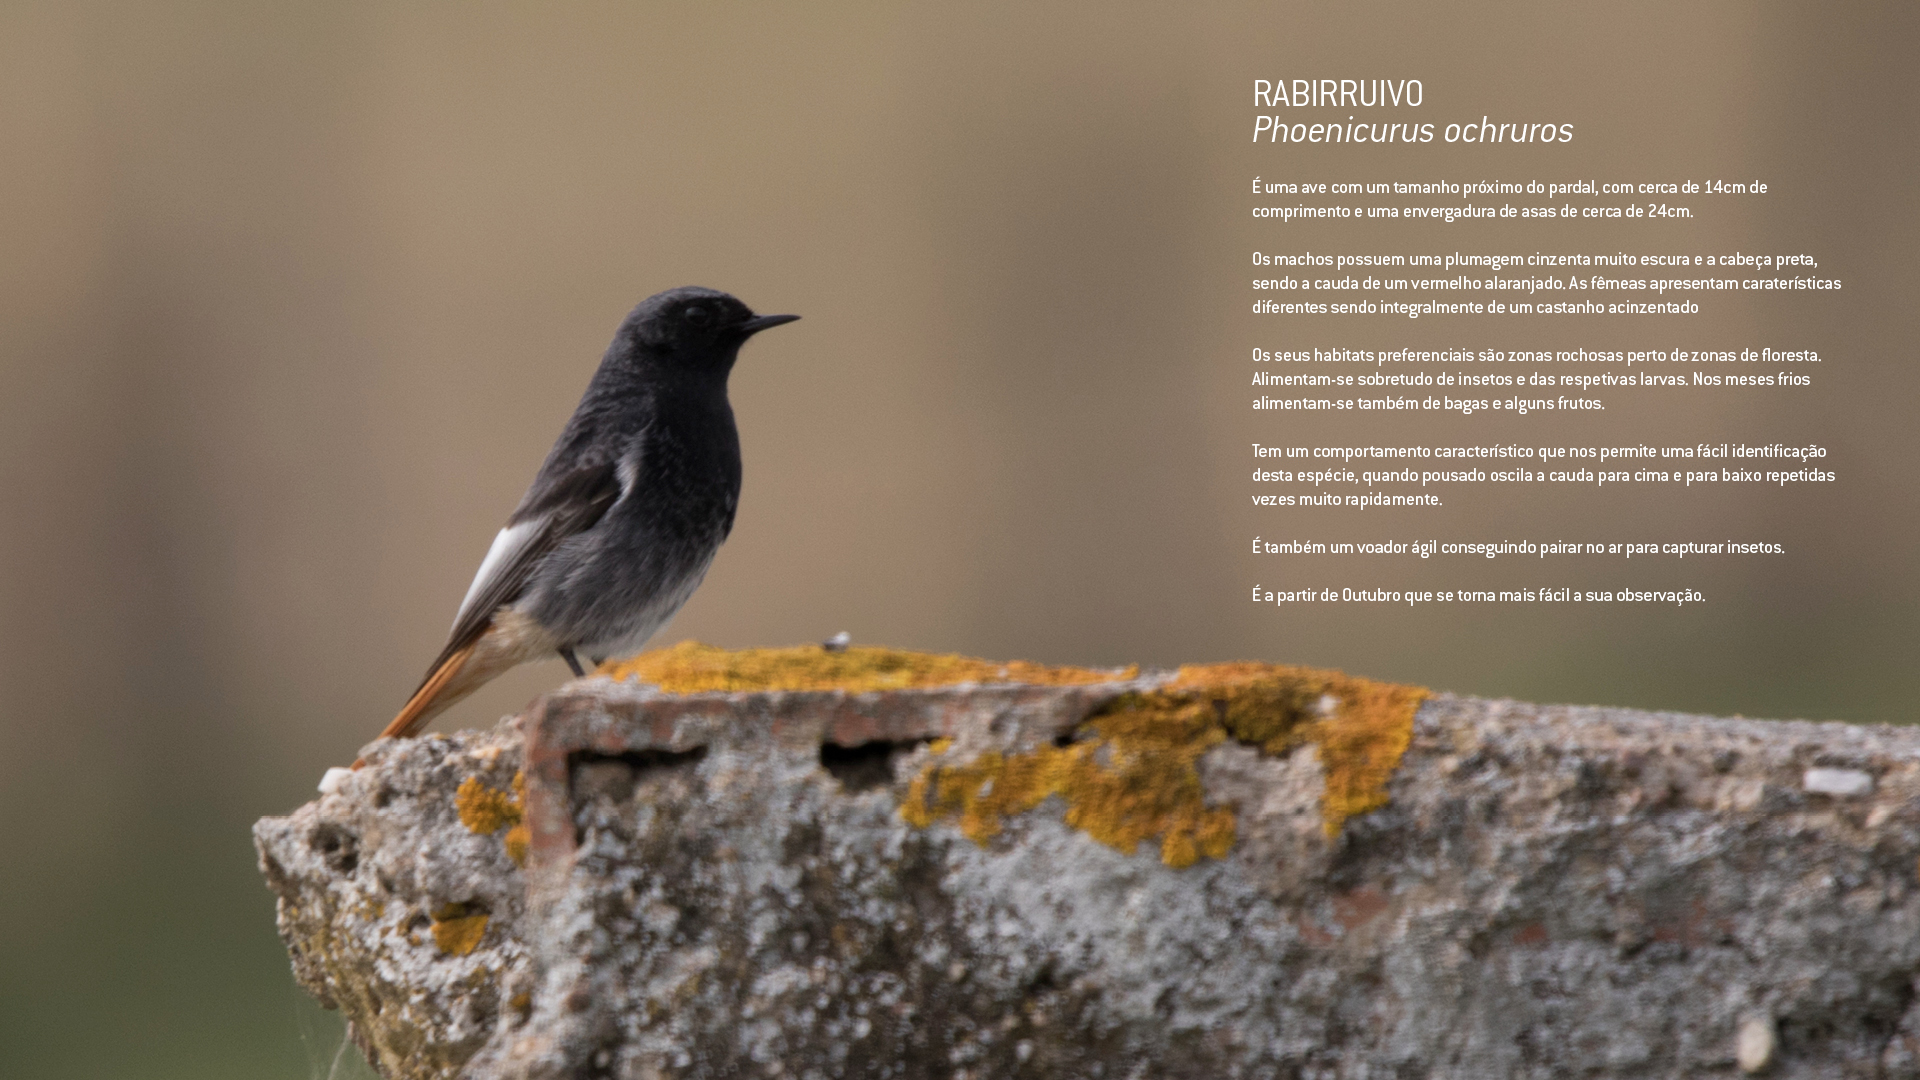 RABIRRUIVO
Phoenicurus ochruros
É uma ave com um tamanho próximo do pardal, com cerca de 14cm de
comprimento e uma envergadura de asas de cerca de 24cm.
Os machos possuem uma plumagem cinzenta muito escura e a cabeça preta,
sendo a cauda de um vermelho alaranjado. As fêmeas apresentam caraterísticas
diferentes sendo integralmente de um castanho acinzentado
Os seus habitats preferenciais são zonas rochosas perto de zonas de floresta.
Alimentam-se sobretudo de insetos e das respetivas larvas. Nos meses frios
alimentam-se também de bagas e alguns frutos.
Tem um comportamento característico que nos permite uma fácil identificação
desta espécie, quando pousado oscila a cauda para cima e para baixo repetidas
vezes muito rapidamente.
É também um voador ágil conseguindo pairar no ar para capturar insetos.
É a partir de Outubro que se torna mais fácil a sua observação.